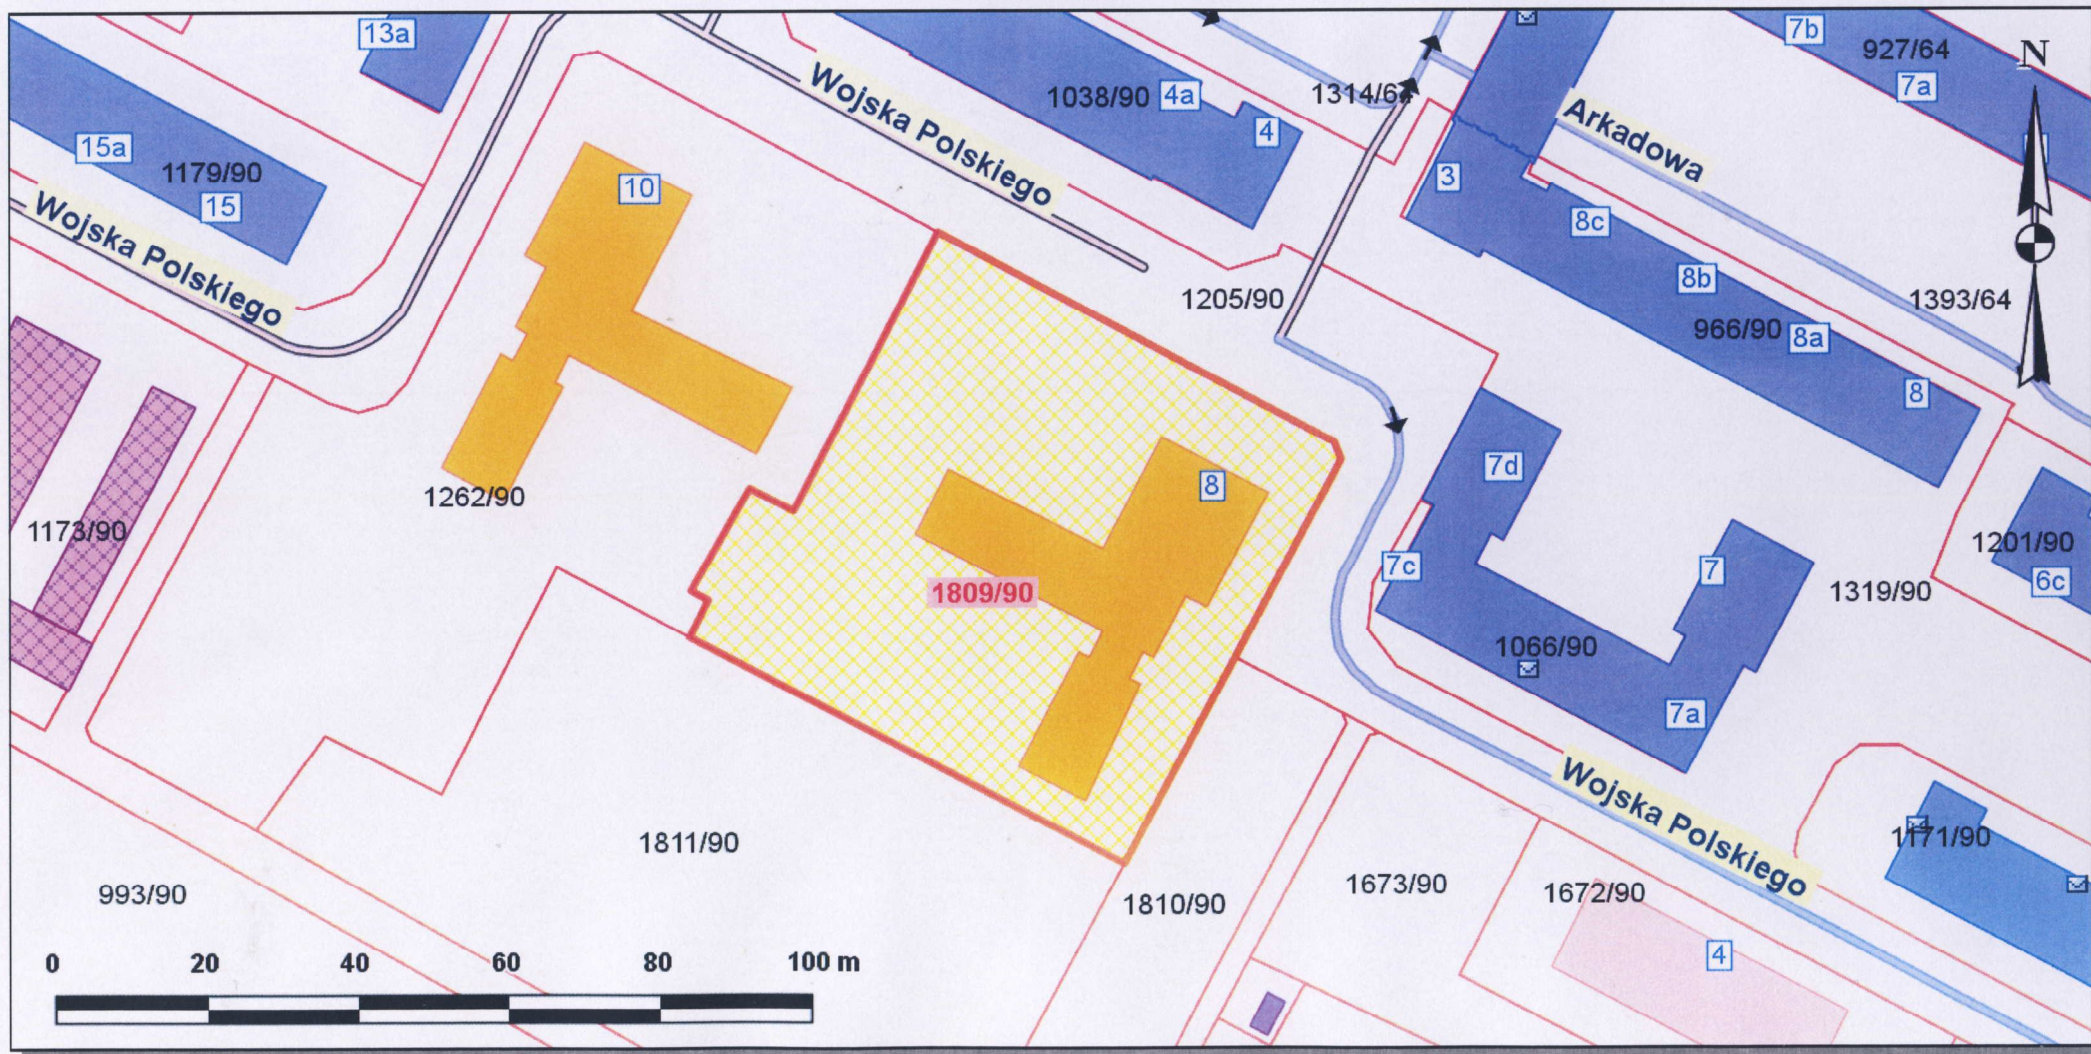 13a
7b
927/64
N
7a
Wojska Polskiego
1038/90
4a
1314/64
4
Arkadowa
15a
1179/90
15
10
3
8c
Wojska Polskiego
8b
1205/90
1393/64
966/90
8a
8
7d
8
1262/90
1173/90
1201/90
7c
7
6c
1809/90
1319/90
1066/90
7a
Wojska Polskiego
1811/90
1171/90
993/90
1810/90
1673/90
1672/90
4
0 20 40 60 80 100 m